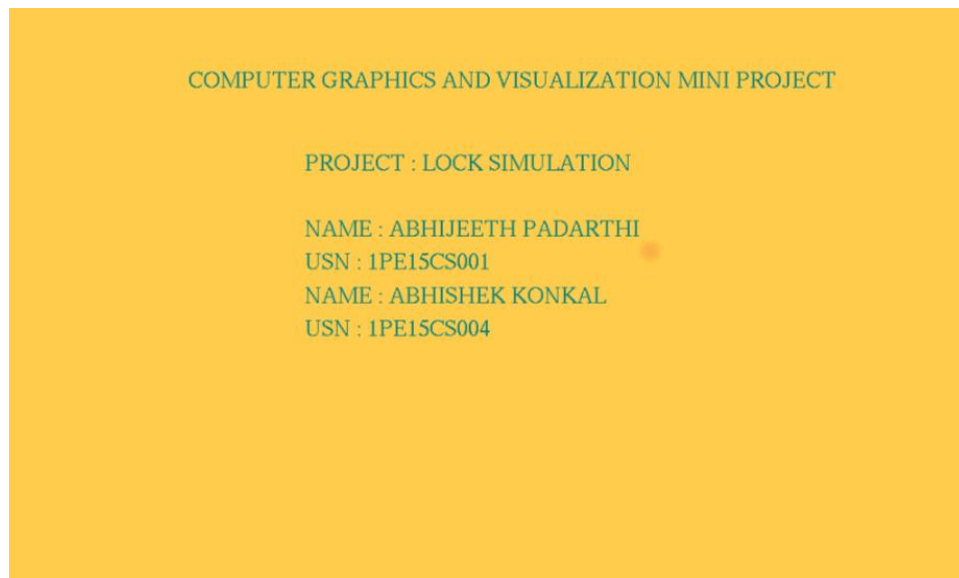 COMPUTER GRAPHICS AND VISUALIZATION MINI PROJECT
PROJECT : LOCK SIMULATION
NAME : ABHIJEETH PADARTHI
USN : 1PE15CS001
NAME : ABHISHEK KONKAL
USN : 1PE15CS004